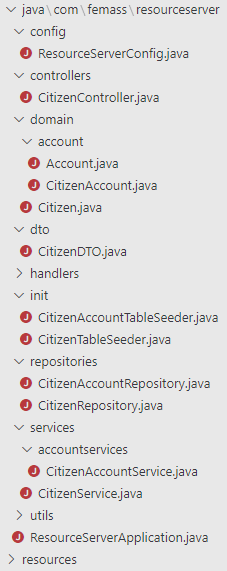 java\com\femass\resourceserver
config
ResourceServerConfig.java
controllers
CitizenController.java
domain
account
Account.java
CitizenAccount.java
Citizen.java
dto
CitizenDTO.java
handlers
init
CitizenAccountTableSeeder.java
CitizenTableSeeder.java
repositories
CitizenAccountRepository.java
CitizenRepository.java
services
accountservices
CitizenAccountService.java
CitizenService.java
utils
ResourceServerApplication.java
resources